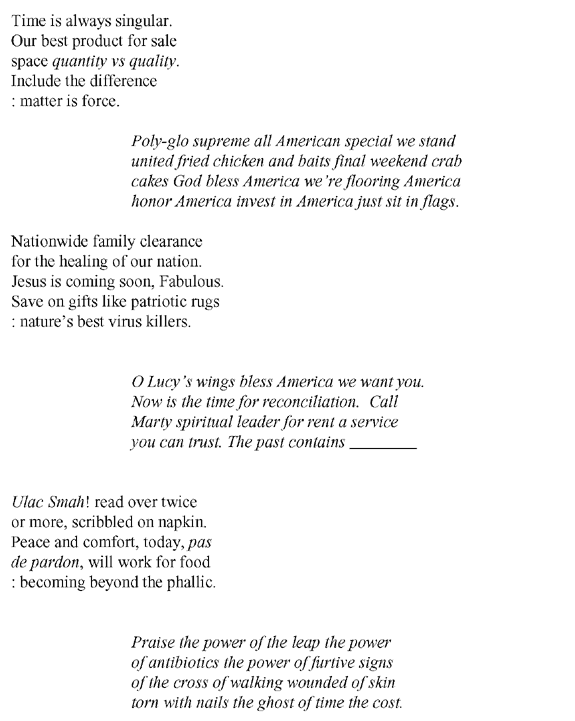 Time is always singular.
Our best product for sale
space quantity vs quality.
Include the difference
: matter is force.
Poly-glo supreme all American special we stand
united fried chicken and baits final weekend crab
cakes God bless America we’re flooring America
honor America invest in America just sit in flags.
Nationwide family clearance
for the healing of our nation.
Jesus is coming soon, Fabulous.
Save on gifts like patriotic rugs
: nature’s best virus killers.
O Lucy’s wings bless America we want you.
Now is the time for reconciliation.  Call
Marty spiritual leader for rent a service
you can trust. The past contains ________
Ulac Smah! read over twice
or more, scribbled on napkin.
Peace and comfort, today, pas
de pardon, will work for food
: becoming beyond the phallic.
Praise the power of the leap the power
of antibiotics the power of furtive signs
of the cross of walking wounded of skin
torn with nails the ghost of time the cost.